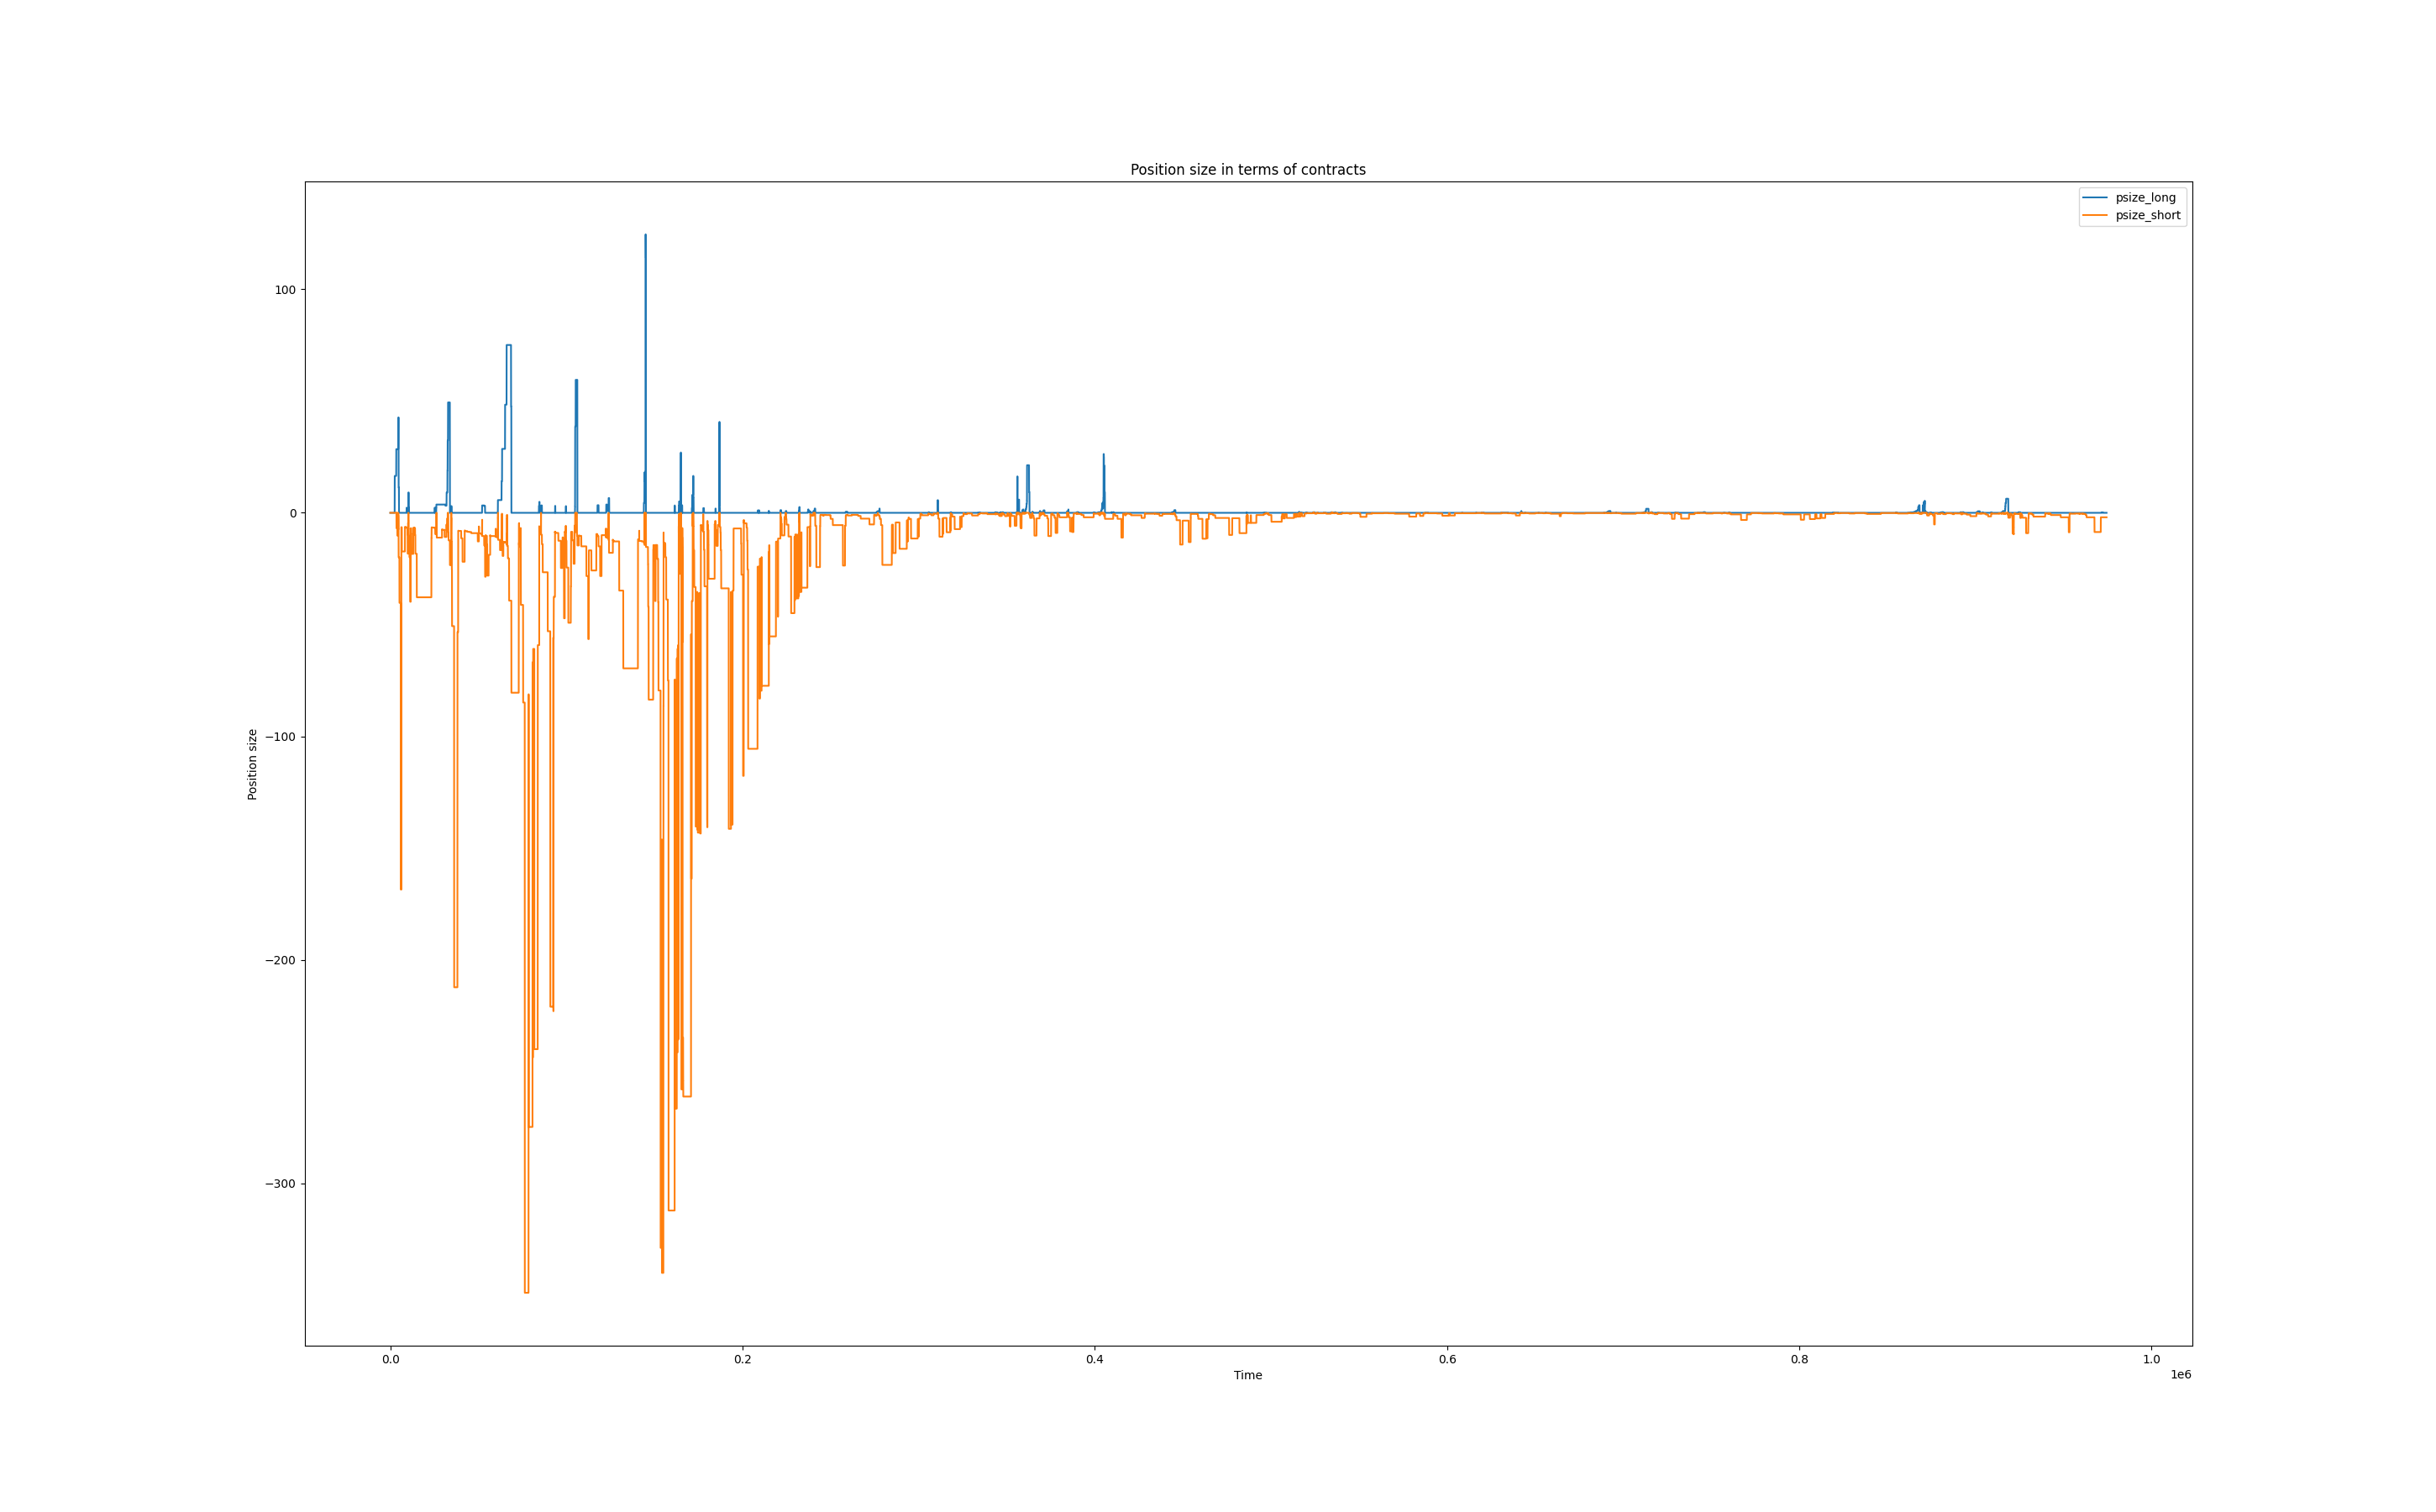 Position size in terms of contracts
psize_long
psize_short
100
0
−100
−200
−300
Position size
0.0
0.2
0.4
0.6
0.8
1.0
Time
1e6